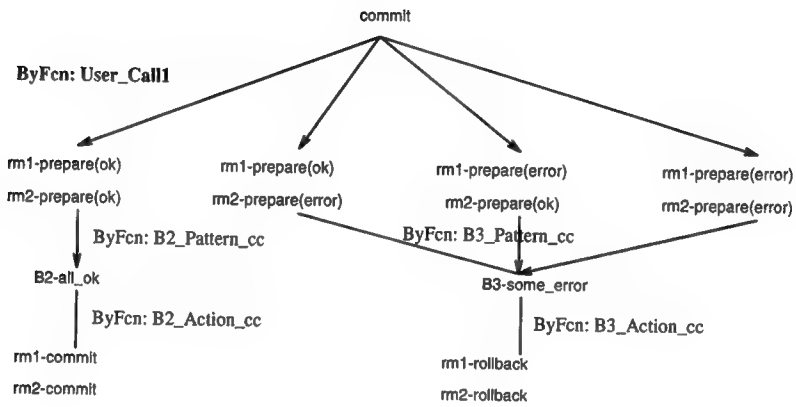 commit
ByFcn: User_Call1
rm1-prepare(ok)
rm2-prepare(ok)
rm1-prepare(ok)
rm2-prepare(error)
rm1-prepare(error)
rm2-prepare(ok)
rm1-prepare(error)
rm2-prepare(error)
ByFcn: B2_Pattern_cc
ByFcn: B3_Pattern_cc
B2-all_ok
B3-some_error
ByFcn: B2_Action_cc
ByFcn: B3_Action_cc
rm1-commit
rm2-commit
rm1-rollback
rm2-rollback